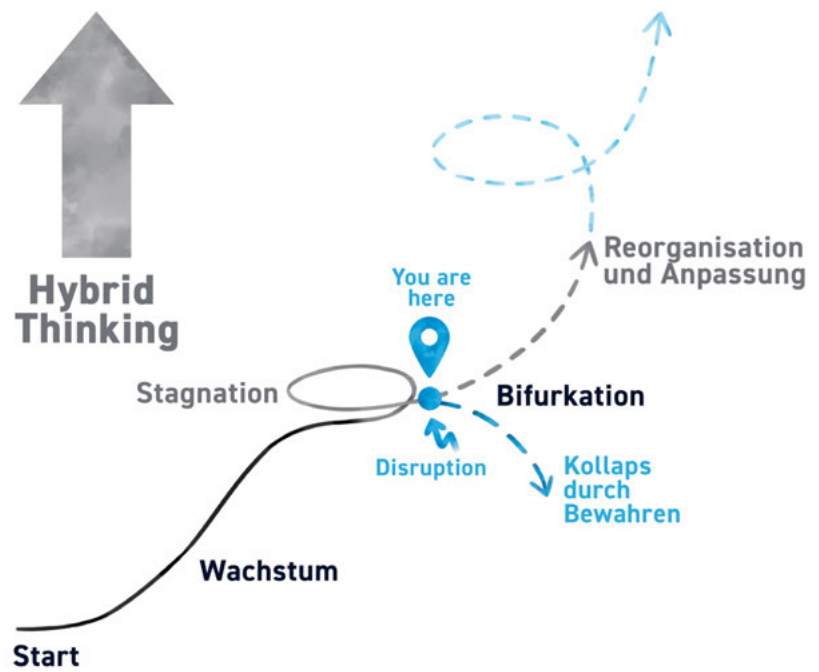 Hybrid
Thinking
You are
here
Reorganisation
und Anpassung
Stagnation
Bifurkation
Disruption
Kollaps
durch
Bewahren
Wachstum
Start